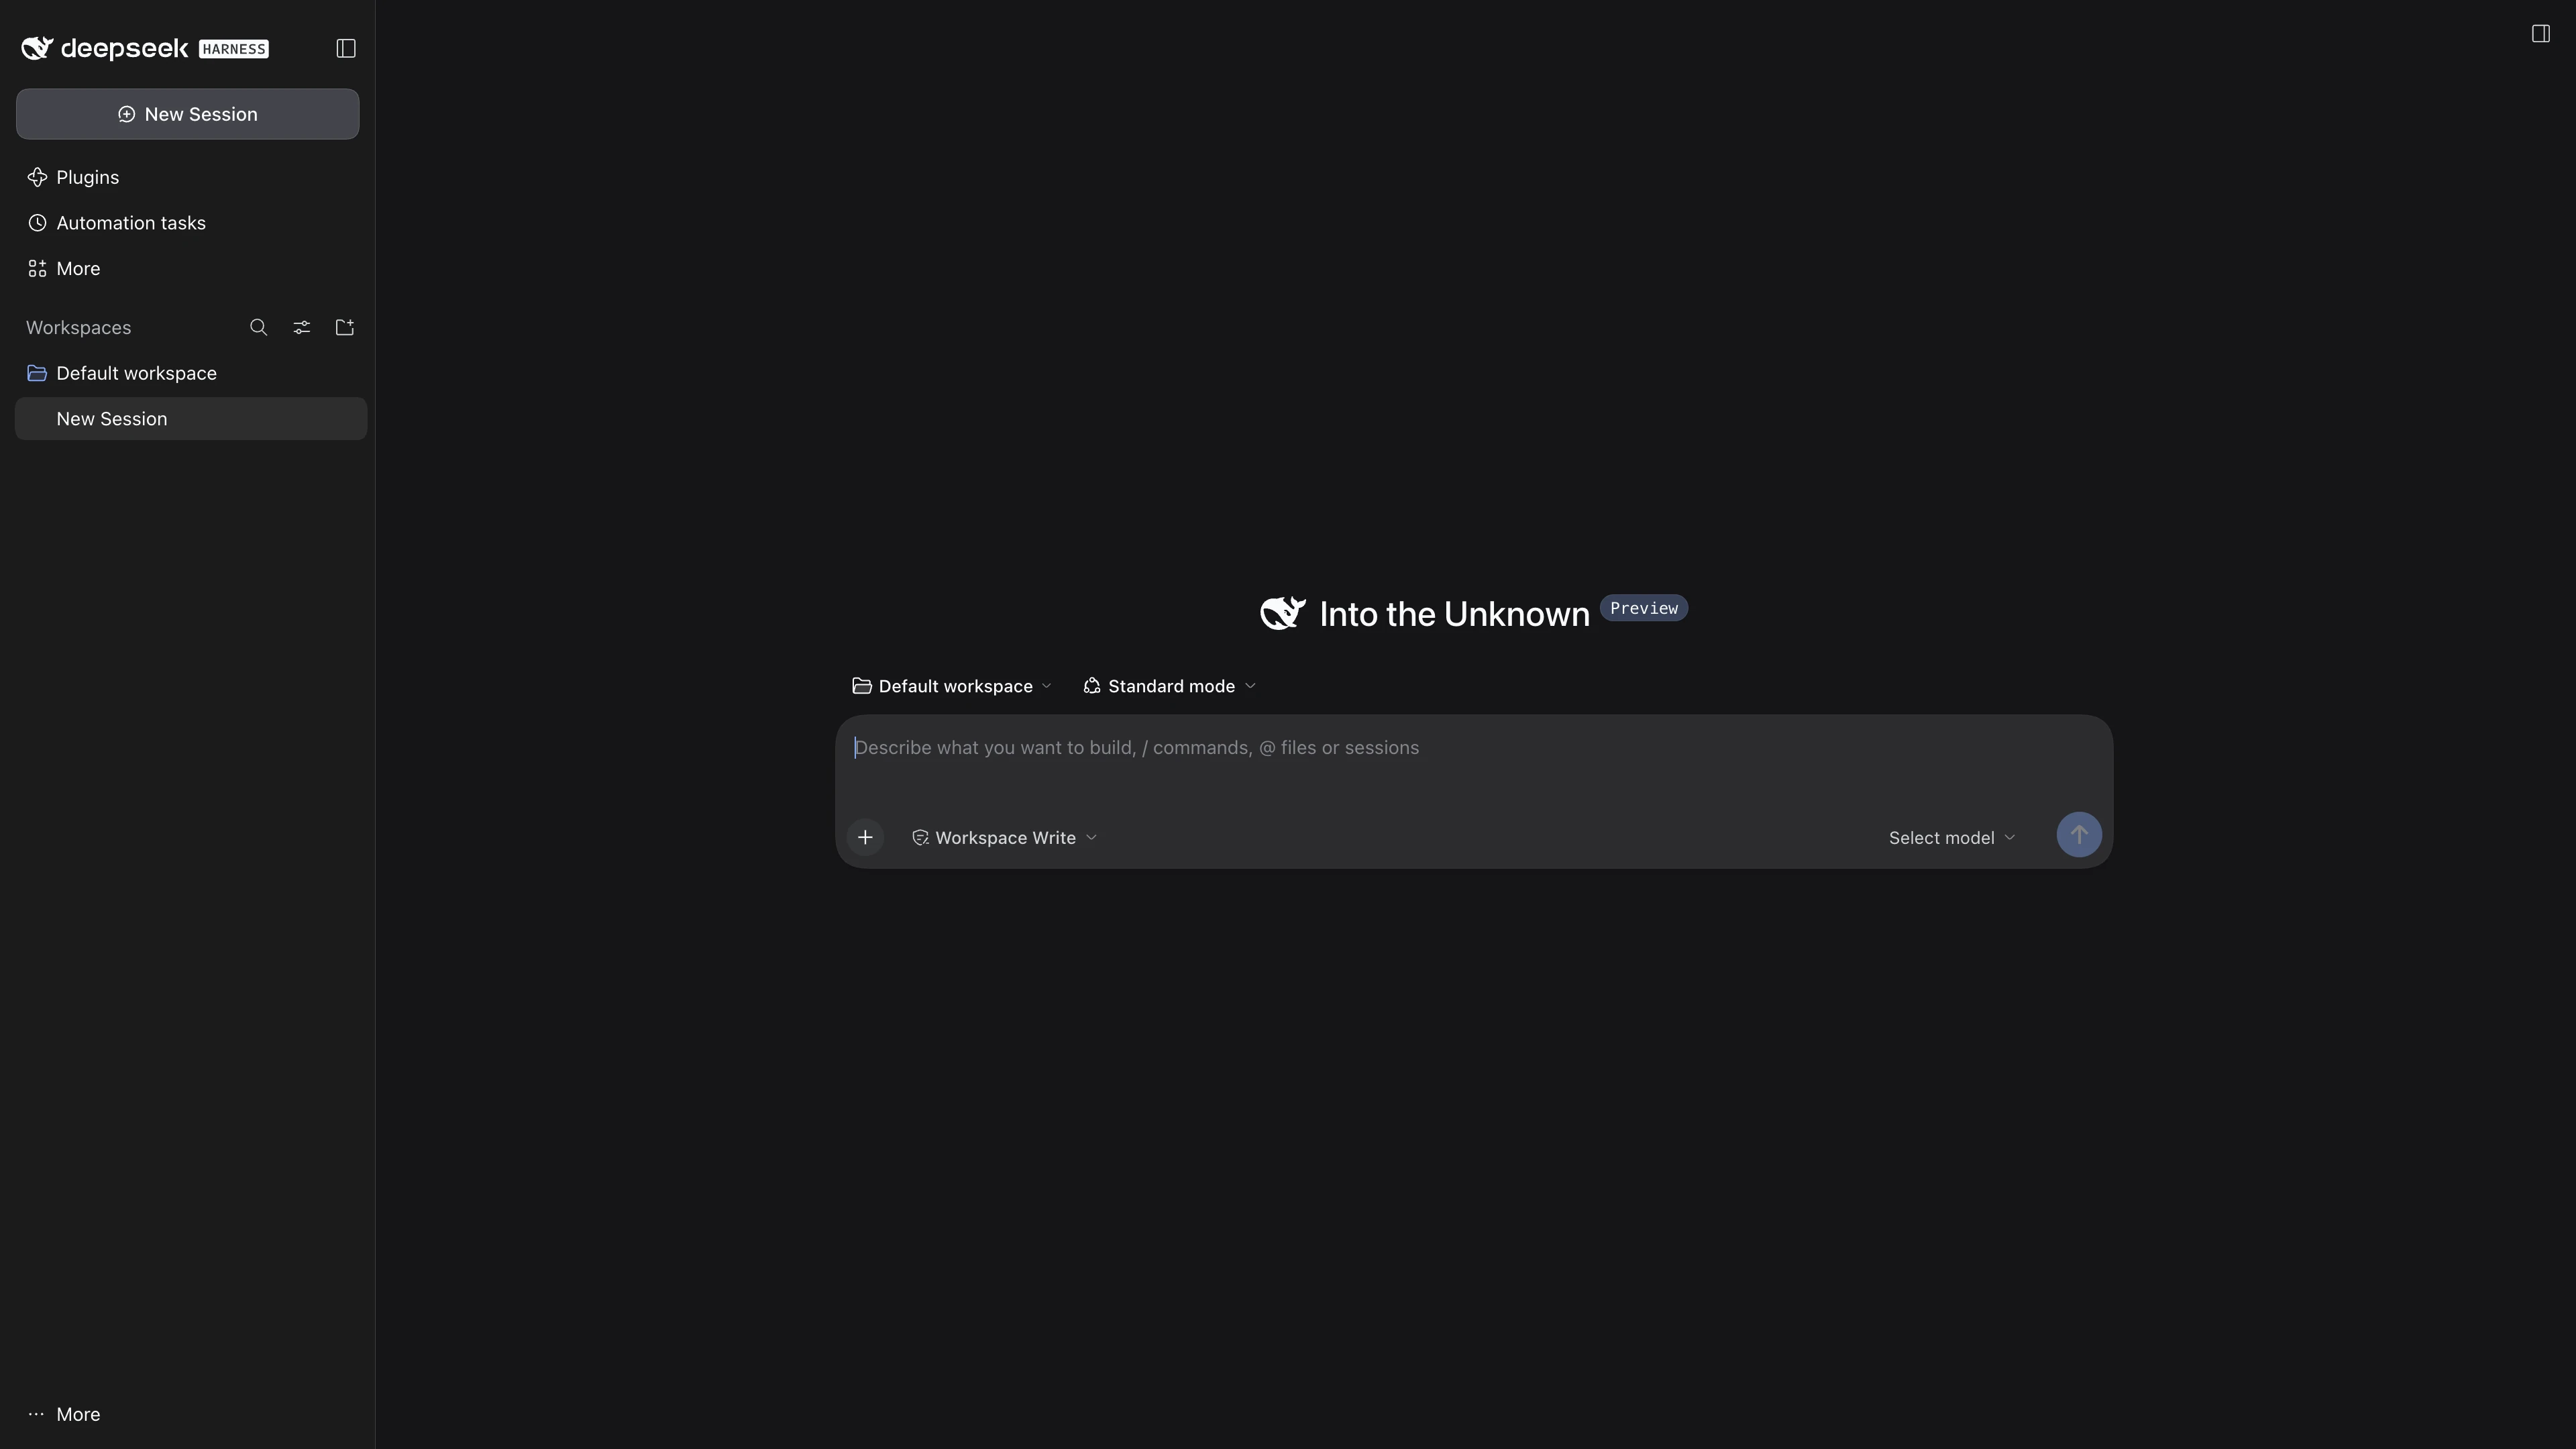 deepseek HARNESS
New Session
Plugins
Automation tasks
More
Workspaces
Default workspace
New Session
More
Into the Unknown Preview
Default workspace Standard mode
Describe what you want to build, / commands, @ files or sessions
Workspace Write Select model